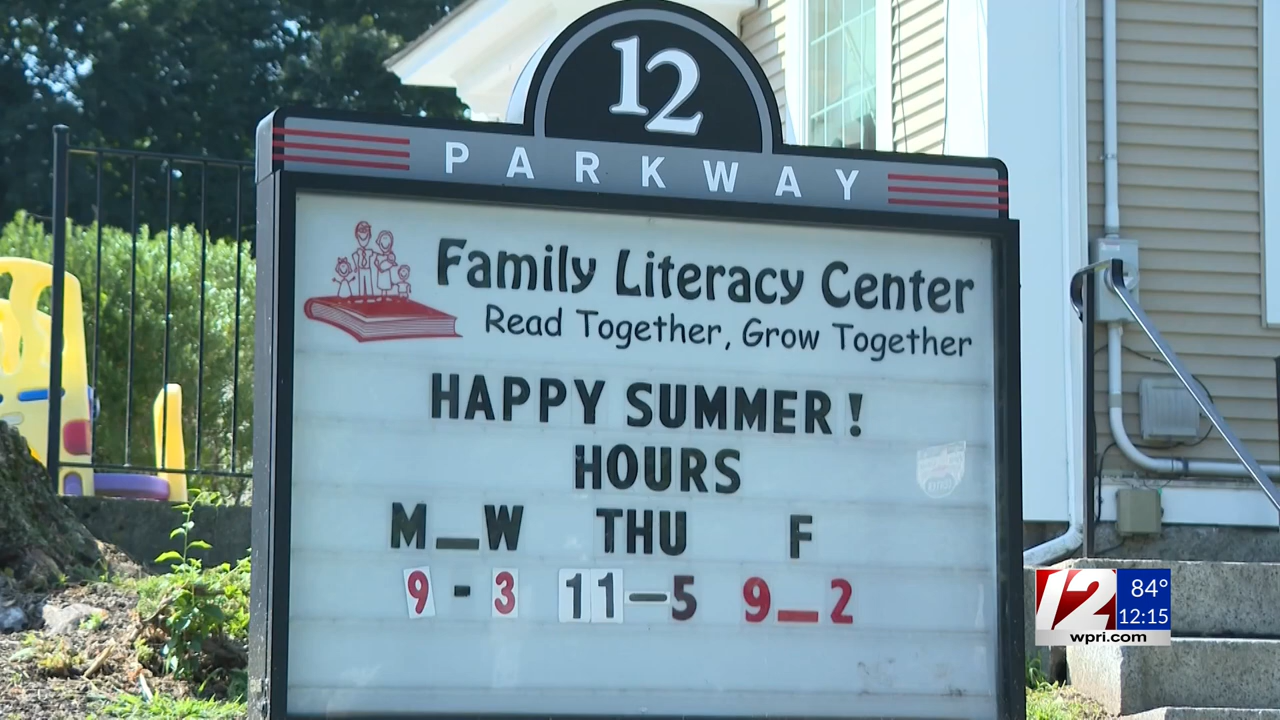 12
PARKWAY
Family Literacy Center
Read Together, Grow Together
HAPPY SUMMER!
HOURS
M_W THU F
9-3 11-5 9_2
12 84°
12:15
wpri.com